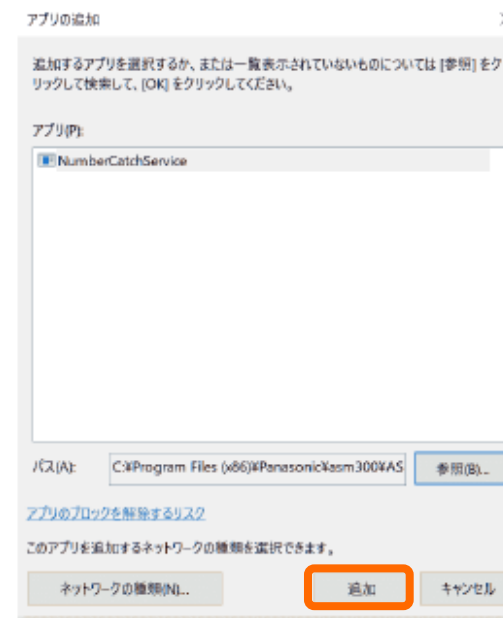 アプリの追加
追加するアプリを選択するか、または一覧表示されていないものについては [参照] をク
リックして検索して、[OK] をクリックしてください。
アプリ(P):
NumberCatchService
パス(A):
C:¥Program Files (x86)¥Panasonic¥asm300¥AS
参照(B)...
アプリのブロックを解除するリスク
このアプリを追加するネットワークの種類を選択できます。
ネットワークの種類(N)...
追加
キャンセル